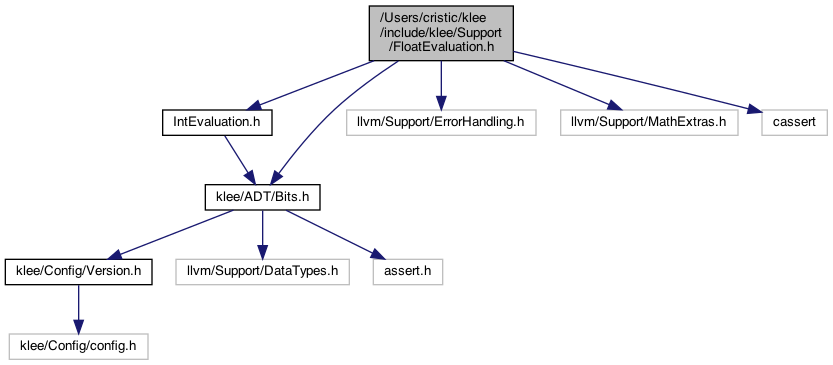 /Users/cristic/klee
/include/klee/Support
/FloatEvaluation.h
IntEvaluation.h
llvm/Support/ErrorHandling.h
llvm/Support/MathExtras.h
cassert
klee/ADT/Bits.h
klee/Config/Version.h
llvm/Support/DataTypes.h
assert.h
klee/Config/config.h